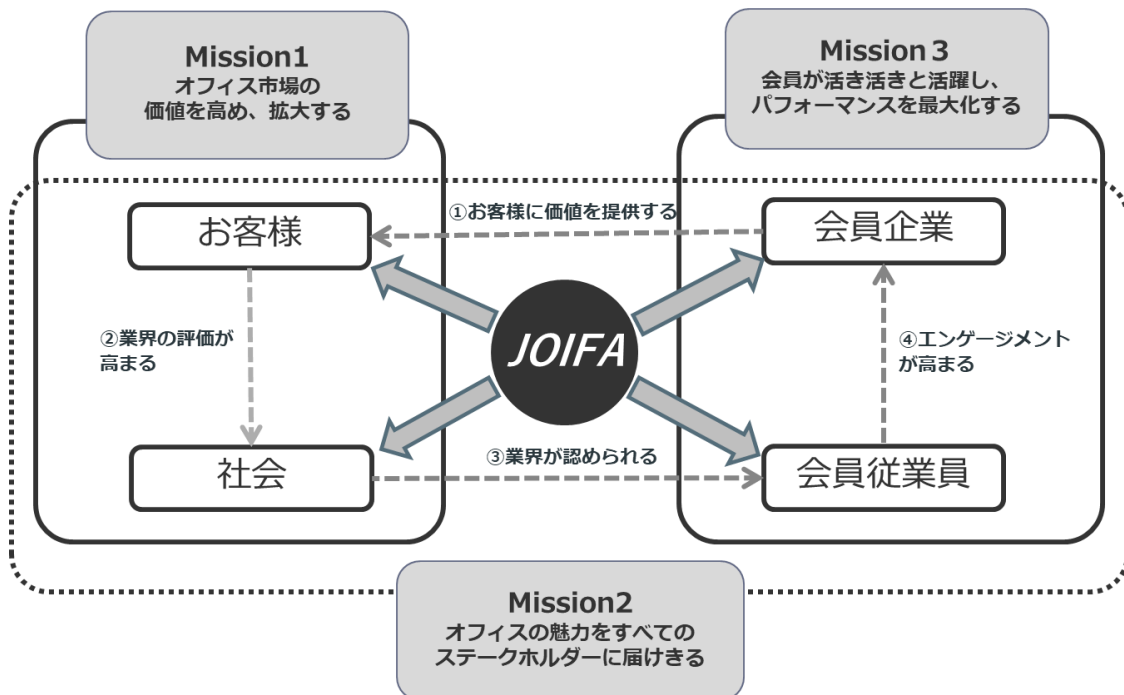 Mission1
オフィス市場の
価値を高め、拡大する
Mission３
会員が活き活きと活躍し、
パフォーマンスを最大化する
お客様
①お客様に価値を提供する
会員企業
②業界の評価が
高まる
JOIFA
④エンゲージメント
が高まる
社会
③業界が認められる
会員従業員
Mission2
オフィスの魅力をすべての
ステークホルダーに届けきる